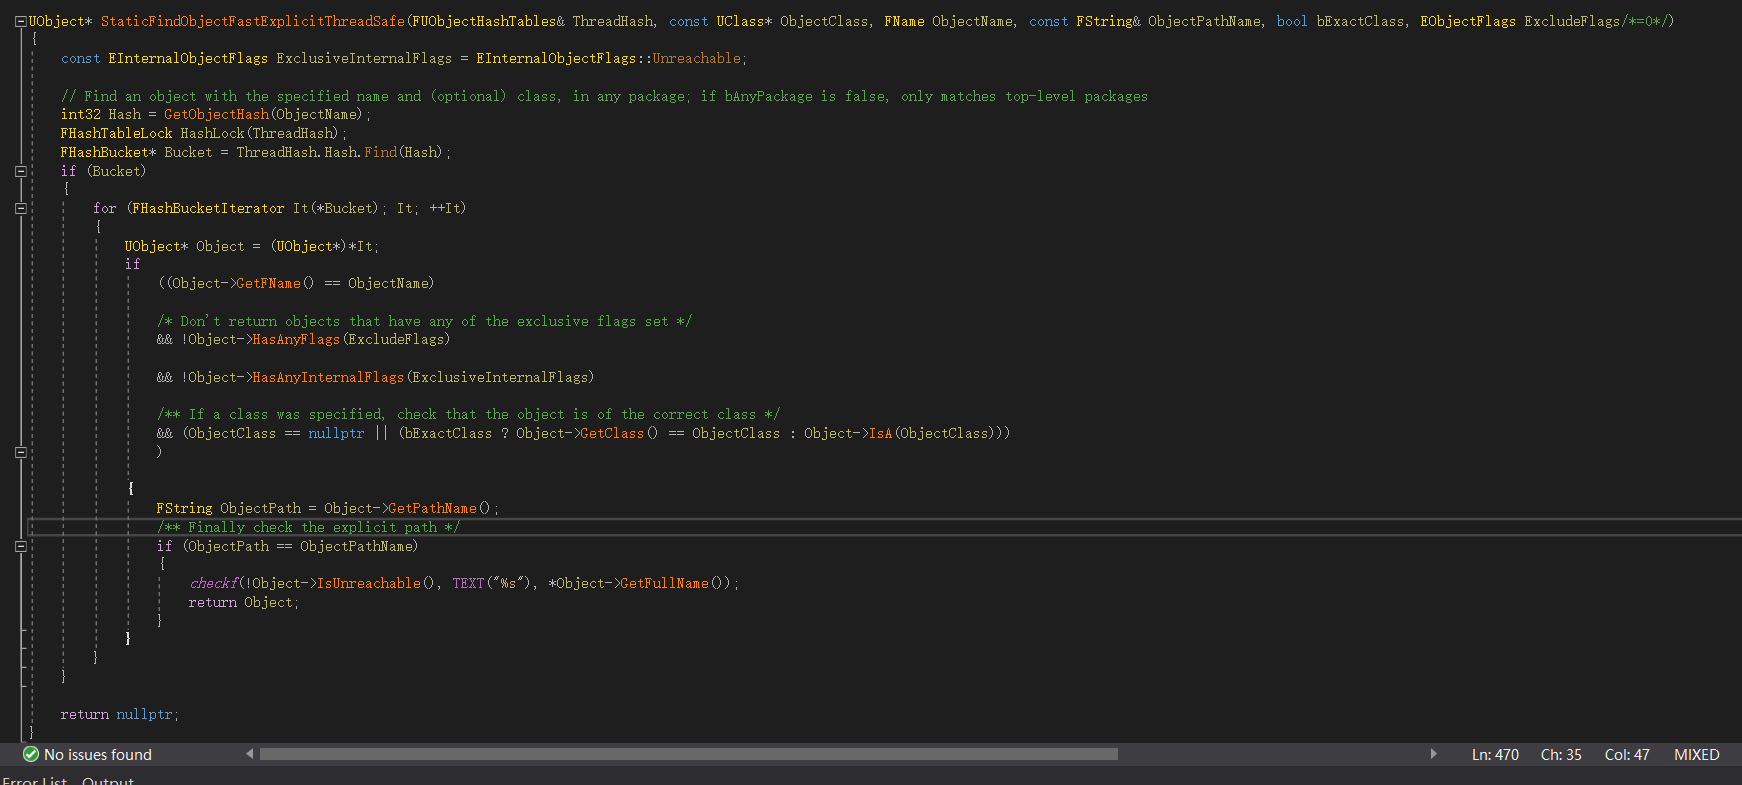 UObject* StaticFindObjectFastExplicitThreadSafe(FUObjectHashTables& ThreadHash, const UClass* ObjectClass, FName ObjectName, const FString& ObjectPathName, bool bExactClass, EObjectFlags ExcludeFlags/*=0*/)
{
const EInternalObjectFlags ExclusiveInternalFlags = EInternalObjectFlags::Unreachable;
// Find an object with the specified name and (optional) class, in any package; if bAnyPackage is false, only matches top-level packages
int32 Hash = GetObjectHash(ObjectName);
FHashTableLock HashLock(ThreadHash);
FHashBucket* Bucket = ThreadHash.Hash.Find(Hash);
if (Bucket)
{
for (FHashBucketIterator It(*Bucket); It; ++It)
{
UObject* Object = (UObject*)*It;
if
((Object->GetFName() == ObjectName)
/* Don't return objects that have any of the exclusive flags set */
&& !Object->HasAnyFlags(ExcludeFlags)
&& !Object->HasAnyInternalFlags(ExclusiveInternalFlags)
/** If a class was specified, check that the object is of the correct class */
&& (ObjectClass == nullptr || (bExactClass ? Object->GetClass() == ObjectClass : Object->IsA(ObjectClass)))
)
{
FString ObjectPath = Object->GetPathName();
/** Finally check the explicit path */
if (ObjectPath == ObjectPathName)
{
checkf(!Object->IsUnreachable(), TEXT("%s"), *Object->GetFullName());
return Object;
}
}
}
}
return nullptr;
}
No issues found
Ln: 470 Ch: 35 Col: 47 MIXED
Error List Output